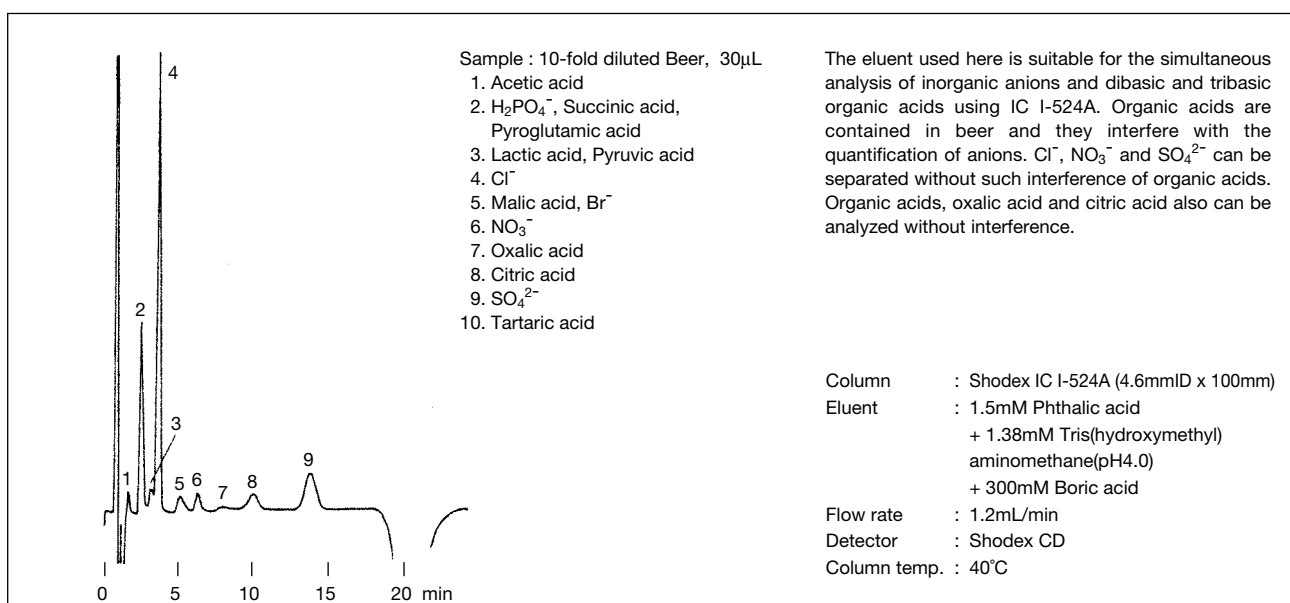 4
2
3
1
5
6
7
8
9
0
5
10
15
20
min
Sample : 10-fold diluted Beer, 30μL
1. Acetic acid
2. H₂PO₄⁻, Succinic acid,
Pyroglutamic acid
3. Lactic acid, Pyruvic acid
4. Cl⁻
5. Malic acid, Br⁻
6. NO₃⁻
7. Oxalic acid
8. Citric acid
9. SO₄²⁻
10. Tartaric acid
The eluent used here is suitable for the simultaneous
analysis of inorganic anions and dibasic and tribasic
organic acids using IC I-524A. Organic acids are
contained in beer and they interfere with the
quantification of anions. Cl⁻, NO₃⁻ and SO₄²⁻ can be
separated without such interference of organic acids.
Organic acids, oxalic acid and citric acid also can be
analyzed without interference.
Column : Shodex IC I-524A (4.6mmID x 100mm)
Eluent : 1.5mM Phthalic acid
+ 1.38mM Tris(hydroxymethyl)
aminomethane(pH4.0)
+ 300mM Boric acid
Flow rate : 1.2mL/min
Detector : Shodex CD
Column temp. : 40℃